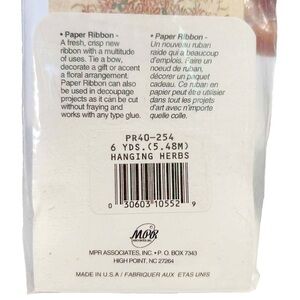 • Paper Ribbon •
A fresh, crisp new
ribbon with a multitude
of uses. Tie a bow,
decorate a gift or accent
a floral arrangement.
Paper Ribbon can also
be used in decoupage
projects as it can be cut
without fraying and
works with any type glue.
• Paper Ribbon •
Un nouveau ruban
raide qui a beaucoup
d'emplois. Faire un
noeud de ruban,
décorer un paquet
cadeau. Ce ruban en
papier peut être utiliser
dans tout les projets
d'art avec n'importe
quelle colle.
PR40-254
6 YDS.(5.48M)
HANGING HERBS
0 30603 10552 9
MPR
MPR ASSOCIATES, INC. • P. O. BOX 7343
HIGH POINT, NC 27264
MADE IN U.S.A / FABRIQUER AUX ETAS UNIS